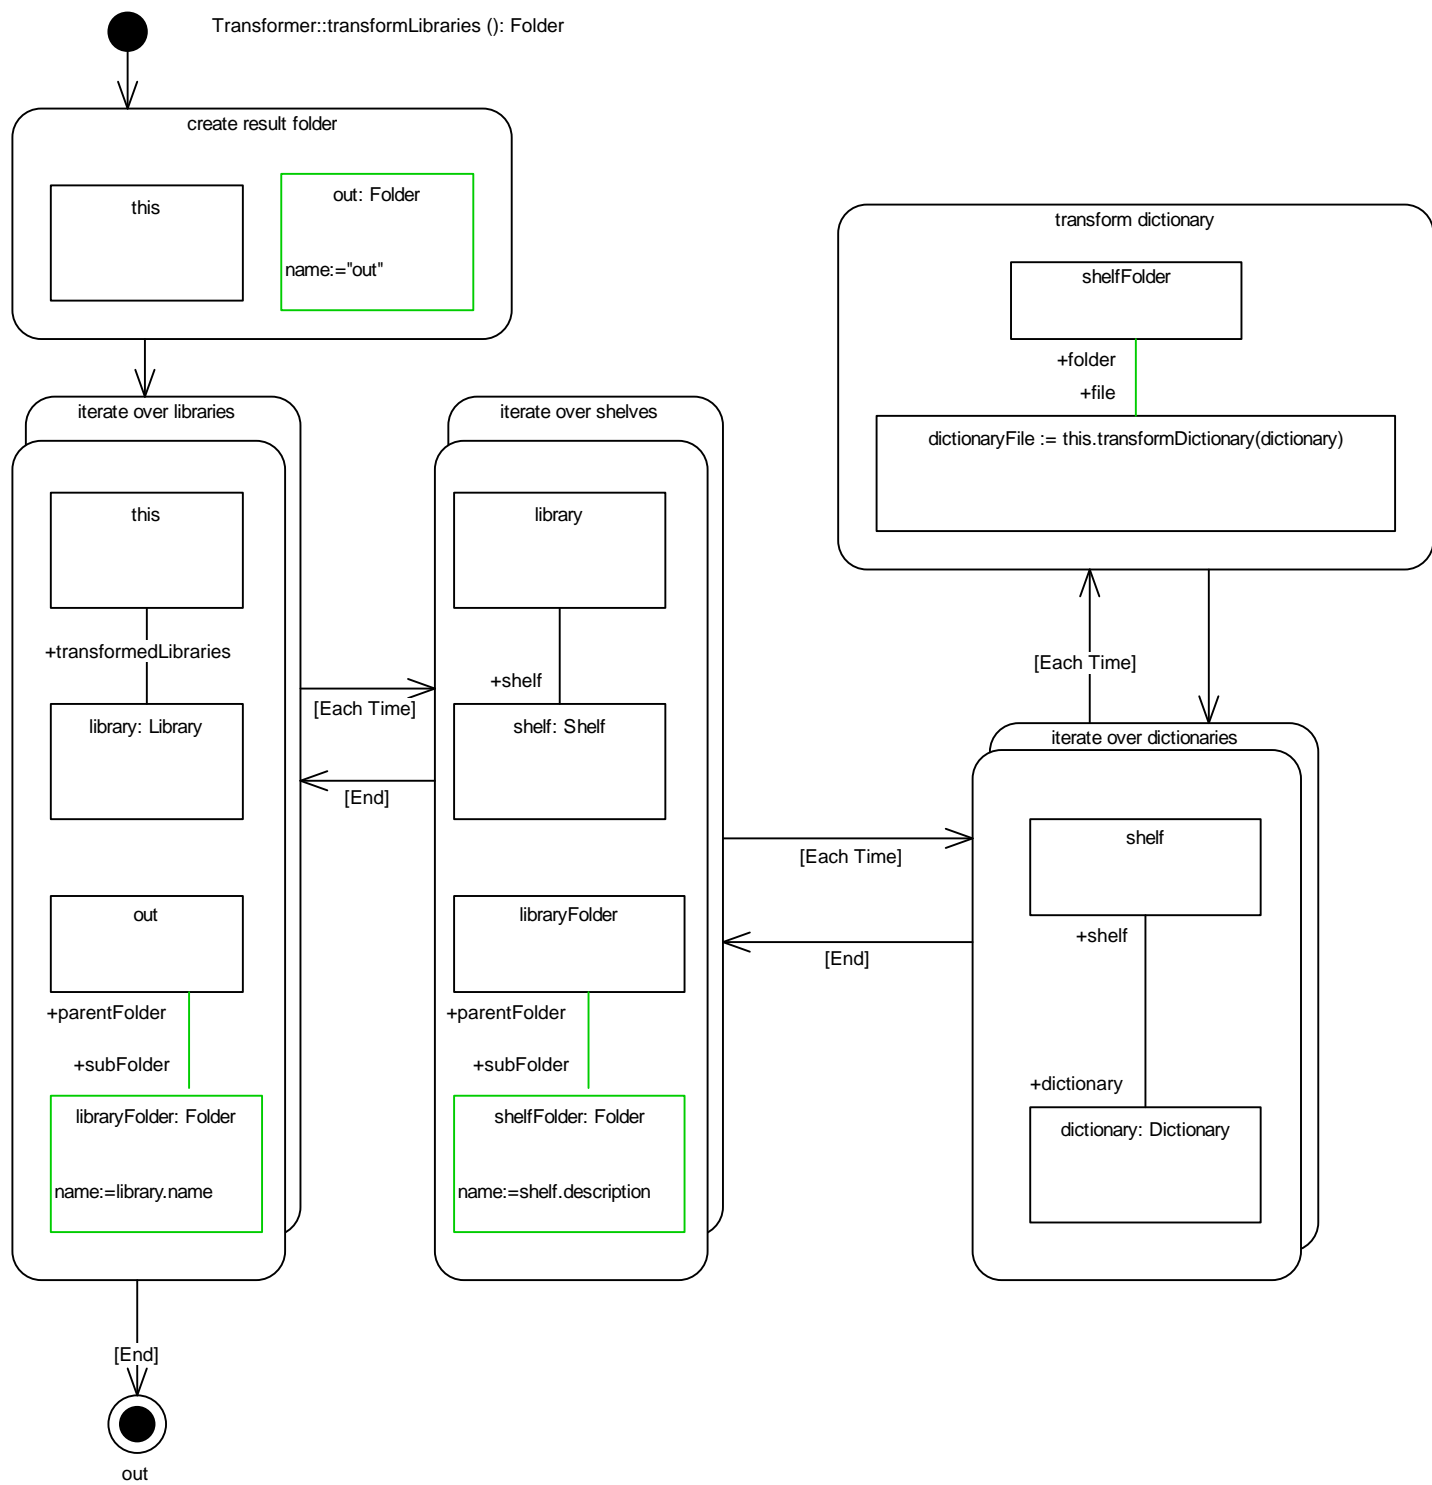 Transformer::transformLibraries (): Folder
create result folder
this
out: Folder
name:="out"
iterate over libraries
this
+transformedLibraries
library: Library
out
+parentFolder
+subFolder
libraryFolder: Folder
name:=library.name
[Each Time]
[End]
iterate over shelves
library
+shelf
shelf: Shelf
libraryFolder
+parentFolder
+subFolder
shelfFolder: Folder
name:=shelf.description
[Each Time]
[End]
transform dictionary
shelfFolder
+folder
+file
dictionaryFile := this.transformDictionary(dictionary)
[Each Time]
iterate over dictionaries
shelf
+shelf
+dictionary
dictionary: Dictionary
[End]
out